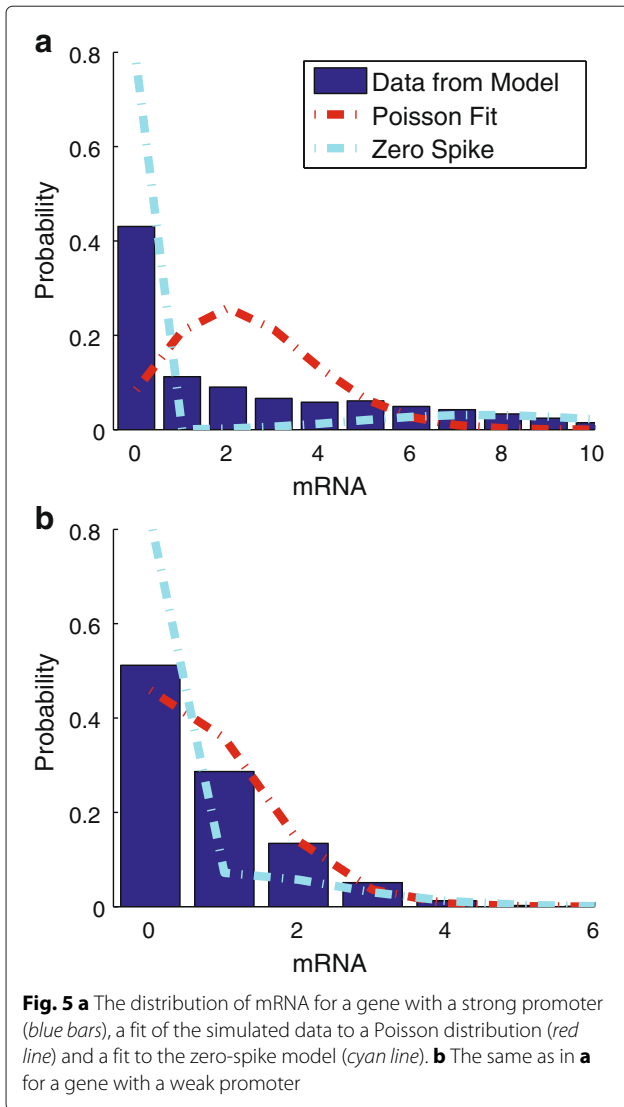 a
0.8
0.6
0.4
0.2
0
Probability
Data from Model
Poisson Fit
Zero Spike
0 2 4 6 8 10
mRNA
b
0.8
0.6
0.4
0.2
0
Probability
0 2 4 6
mRNA
Fig. 5 a The distribution of mRNA for a gene with a strong promoter
(blue bars), a fit of the simulated data to a Poisson distribution (red
line) and a fit to the zero-spike model (cyan line). b The same as in a
for a gene with a weak promoter